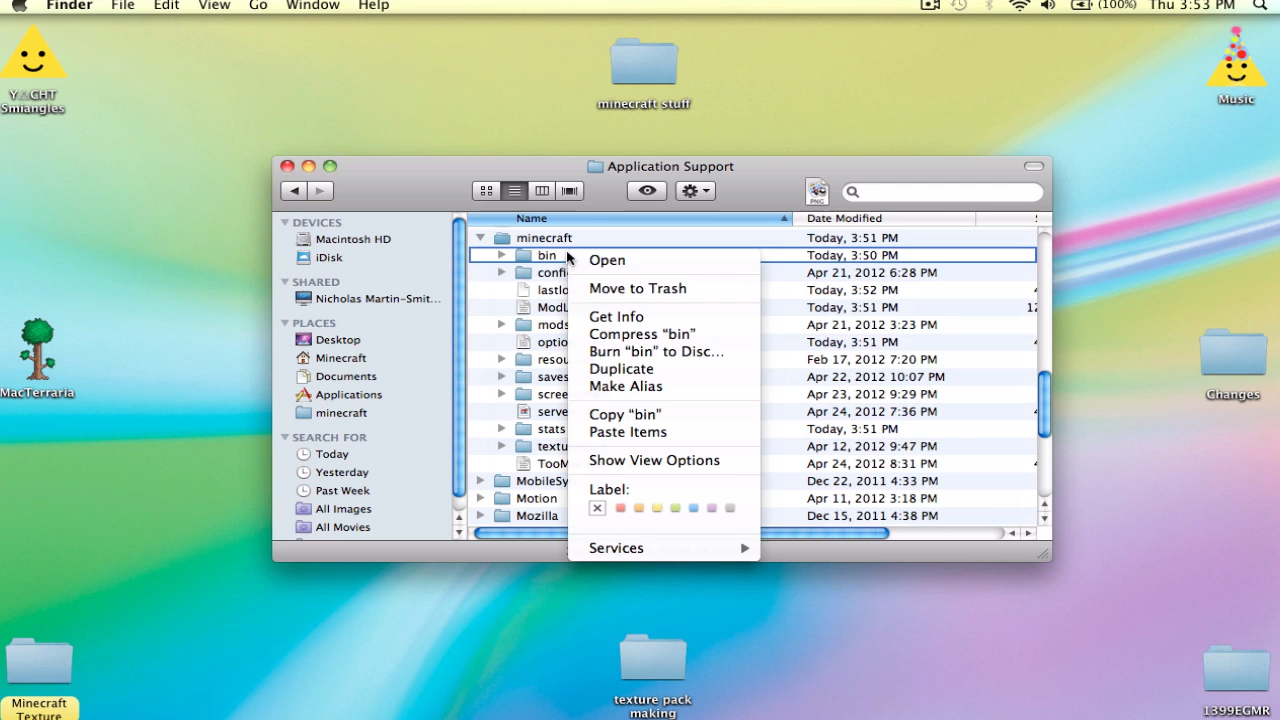 Finder File Edit View Go Window Help (100%) Thu 3:53 PM
Y△CHT
Smiangles
minecraft stuff
Music
Application Support
PNG
DEVICES
Macintosh HD
iDisk
SHARED
Nicholas Martin-Smit...
PLACES
Desktop
Minecraft
Documents
Applications
minecraft
SEARCH FOR
Today
Yesterday
Past Week
All Images
All Movies
Name Date Modified
minecraft Today, 3:51 PM
bin Today, 3:50 PM
confi Apr 21, 2012 6:28 PM
lastlo Today, 3:52 PM
ModL Today, 3:51 PM 12
mods Apr 21, 2012 3:23 PM
optio Today, 3:51 PM
resou Feb 17, 2012 7:20 PM
saves Apr 22, 2012 10:07 PM
scree Apr 23, 2012 9:29 PM
serve Apr 24, 2012 7:36 PM
stats Today, 3:51 PM
textu Apr 12, 2012 9:47 PM
TooM Apr 24, 2012 8:31 PM
MobileSy Dec 22, 2011 4:33 PM
Motion Apr 11, 2012 3:18 PM
Mozilla Dec 15, 2011 4:38 PM
Open
Move to Trash
Get Info
Compress “bin”
Burn “bin” to Disc...
Duplicate
Make Alias
Copy “bin”
Paste Items
Show View Options
Label:
Services
MacTerraria
Changes
Minecraft
Texture
texture pack
making
1399EGMR